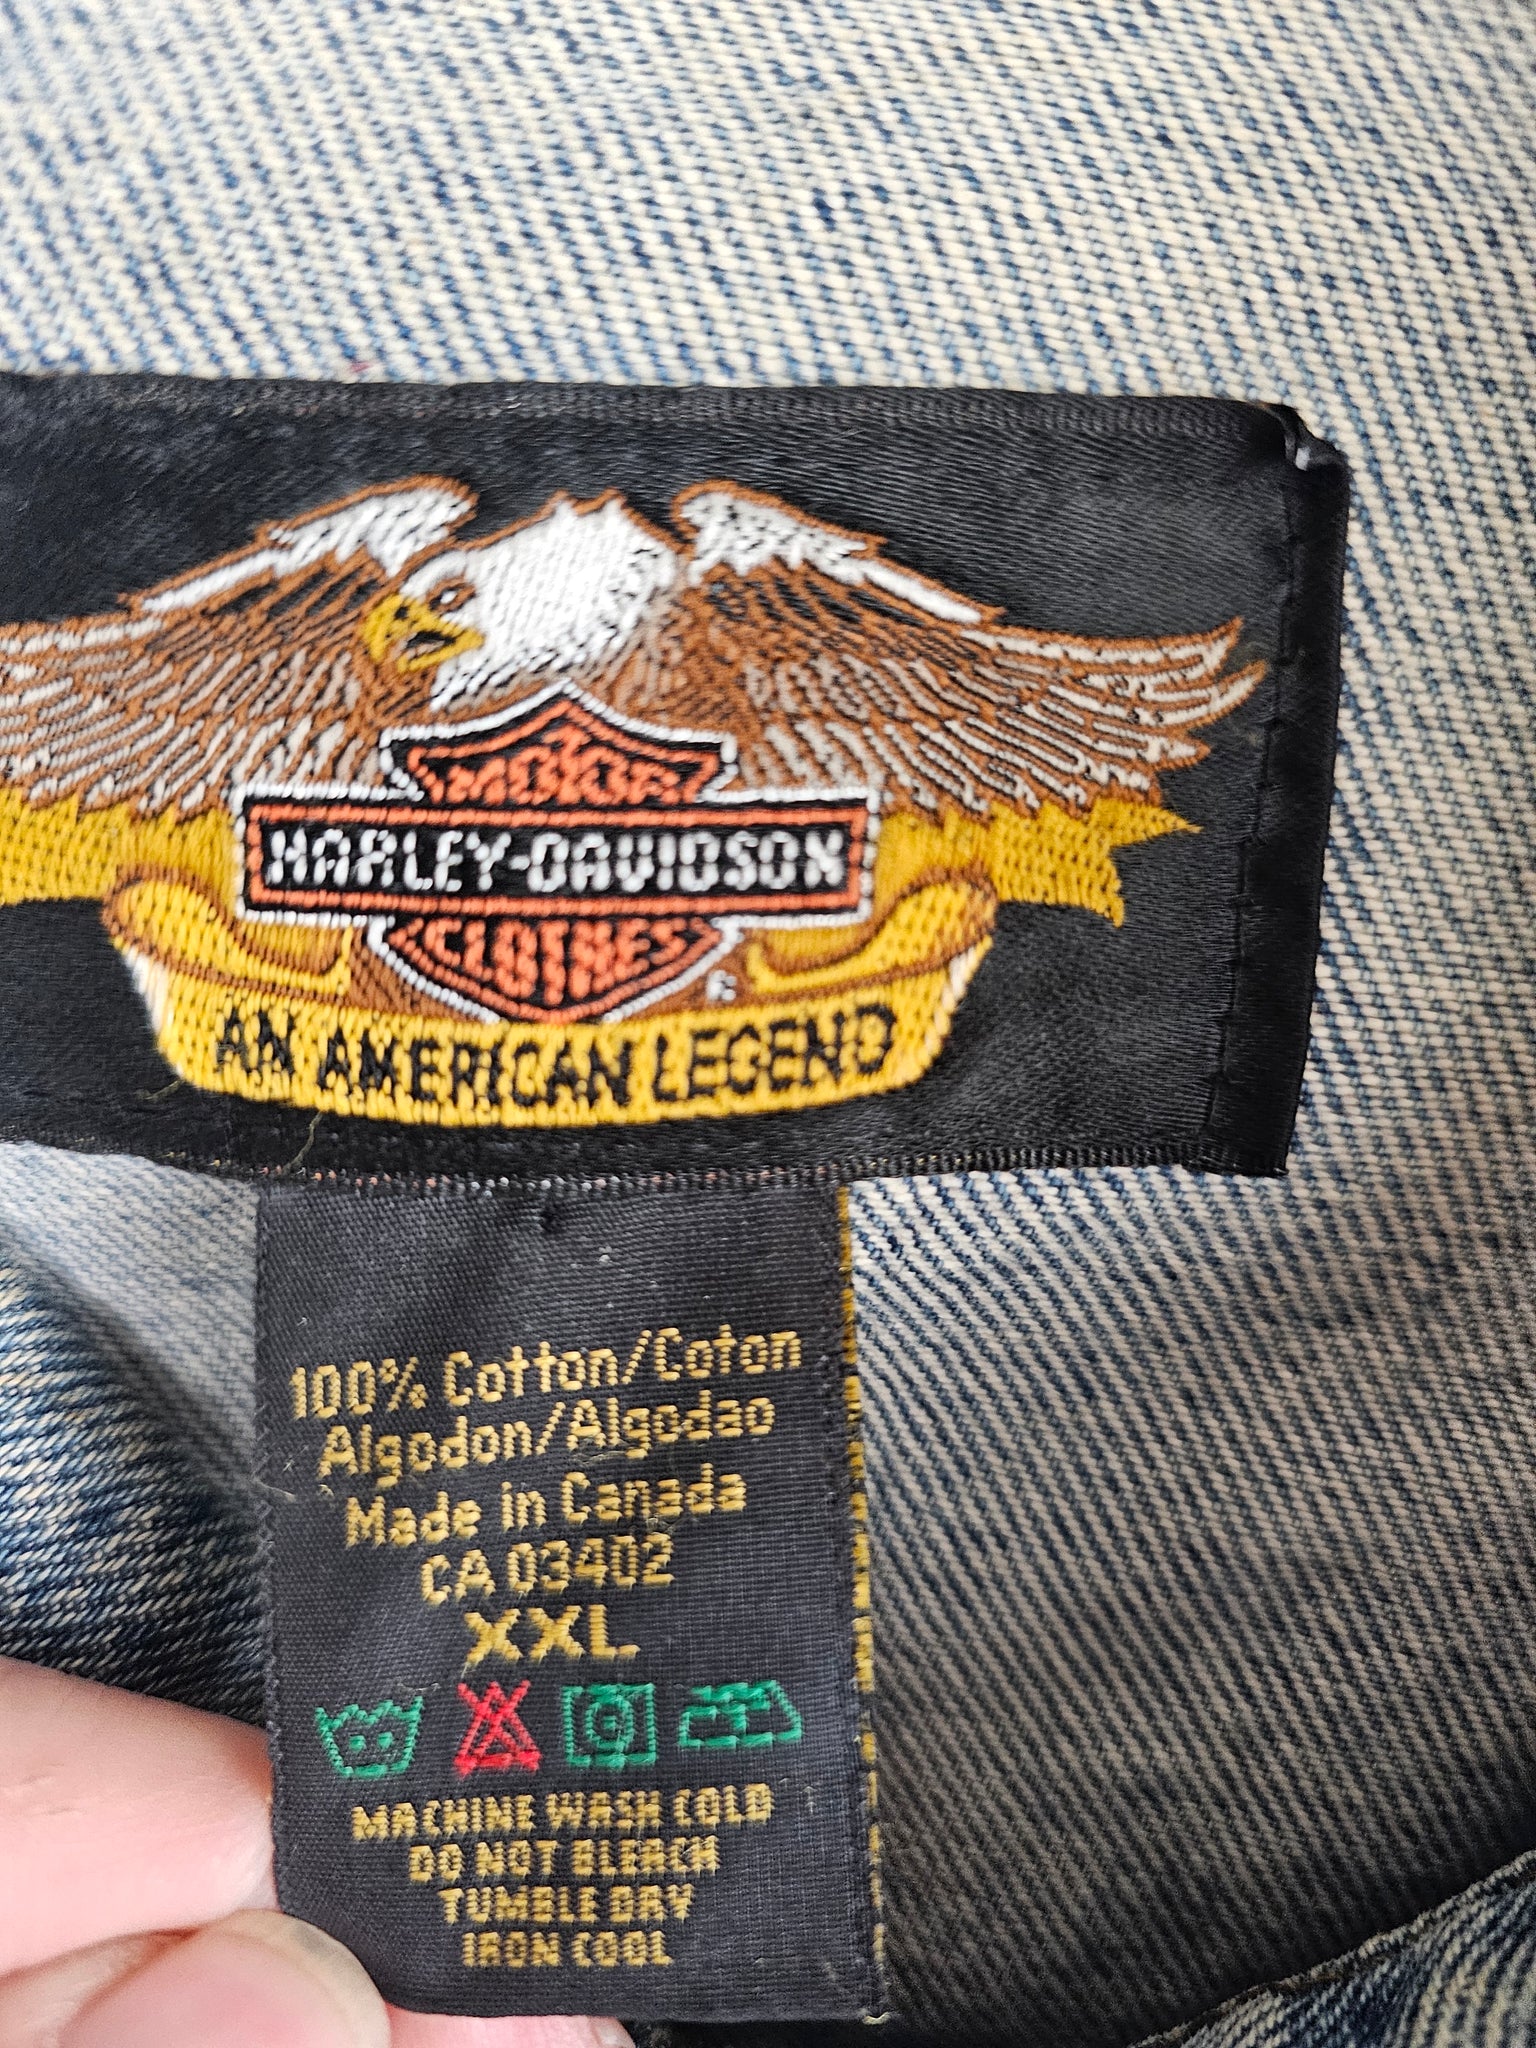 MOTOR
HARLEY-DAVIDSON
CLOTHES
®
AN AMERICAN LEGEND
100% Cotton/Coton
Algodon/Algodao
Made in Canada
CA 03402
XXL
MACHINE WASH COLD
DO NOT BLEACH
TUMBLE DRY
IRON COOL